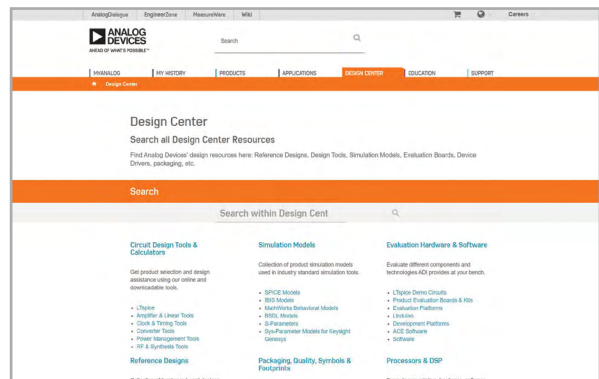 AnalogDialogue EngineerZone MeasureWare Wiki Careers
ANALOG
DEVICES
AHEAD OF WHAT'S POSSIBLE™
Search
MYANALOG MY HISTORY PRODUCTS APPLICATIONS DESIGN CENTER EDUCATION SUPPORT
Design Center
Design Center
Search all Design Center Resources
Find Analog Devices' design resources here: Reference Designs, Design Tools, Simulation Models, Evaluation Boards, Device
Drivers, packaging, etc.
Search
Search within Design Cent
Circuit Design Tools &
Calculators
Get product selection and design
assistance using our online and
downloadable tools.
• LTspice
• Amplifier & Linear Tools
• Clock & Timing Tools
• Converter Tools
• Power Management Tools
• RF & Synthesis Tools
Simulation Models
Collection of product simulation models
used in industry standard simulation tools.
• SPICE Models
• IBIS Models
• MathWorks Behavioral Models
• BSDL Models
• S-Parameters
• Sys-Parameter Models for Keysight
Genesys
Evaluation Hardware & Software
Evaluate different components and
technologies ADI provides at your bench.
• LTspice Demo Circuits
• Product Evaluation Boards & Kits
• Evaluation Platforms
• Linduino
• Development Platforms
• ACE Software
• Software
Reference Designs
Packaging, Quality, Symbols &
Footprints
Processors & DSP